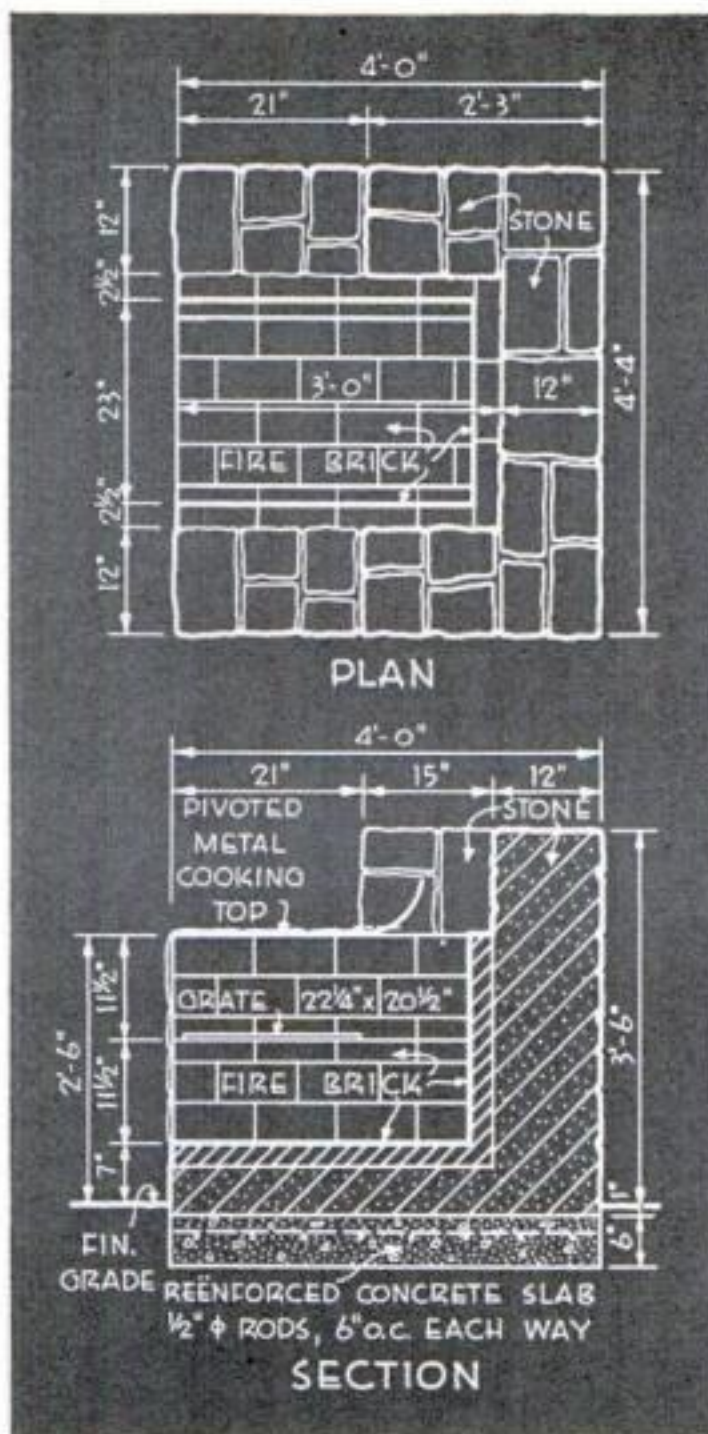 4'-0"
21" 2'-3"
12"
2½"
23"
2½"
12"
STONE
3'-0" 12"
4'-4"
FIRE BRICK
PLAN
4'-0"
21" 15" 12"
PIVOTED
METAL
COOKING
TOP
STONE
GRATE 22¼" x 20½"
FIRE BRICK
2'-6"
11½"
11½"
7"
3'-6"
1"
6"
FIN.
GRADE
REËNFORCED CONCRETE SLAB
½" ϕ RODS, 6" o.c. EACH WAY
SECTION